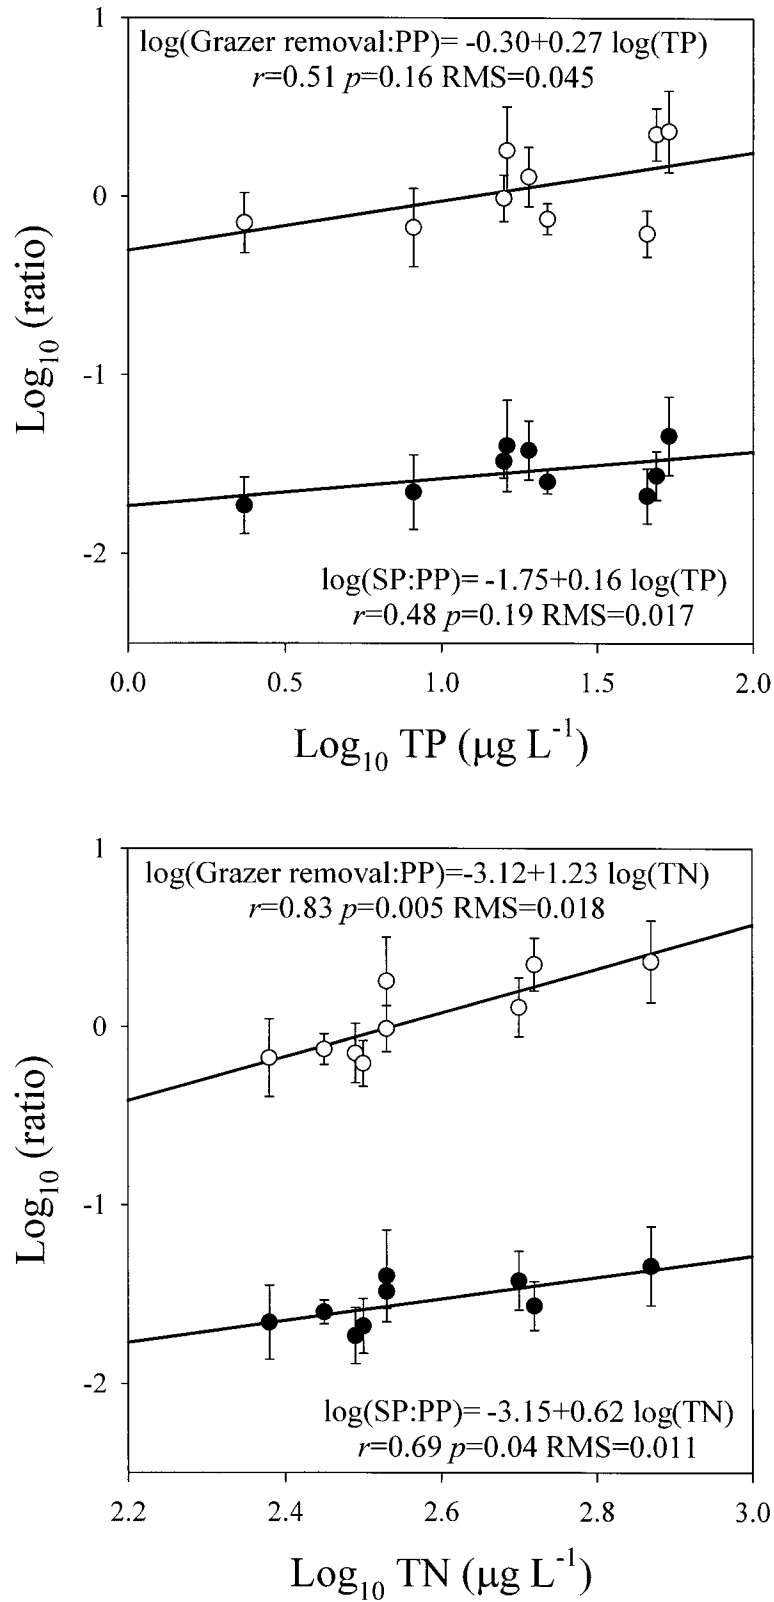 1
log(Grazer removal:PP)= -0.30+0.27 log(TP)
r=0.51 p=0.16 RMS=0.045
0
-1
-2
log(SP:PP)= -1.75+0.16 log(TP)
r=0.48 p=0.19 RMS=0.017
Log₁₀ (ratio)
0.0 0.5 1.0 1.5 2.0
Log₁₀ TP (µg L⁻¹)
1
log(Grazer removal:PP)=-3.12+1.23 log(TN)
r=0.83 p=0.005 RMS=0.018
0
-1
-2
log(SP:PP)= -3.15+0.62 log(TN)
r=0.69 p=0.04 RMS=0.011
Log₁₀ (ratio)
2.2 2.4 2.6 2.8 3.0
Log₁₀ TN (µg L⁻¹)